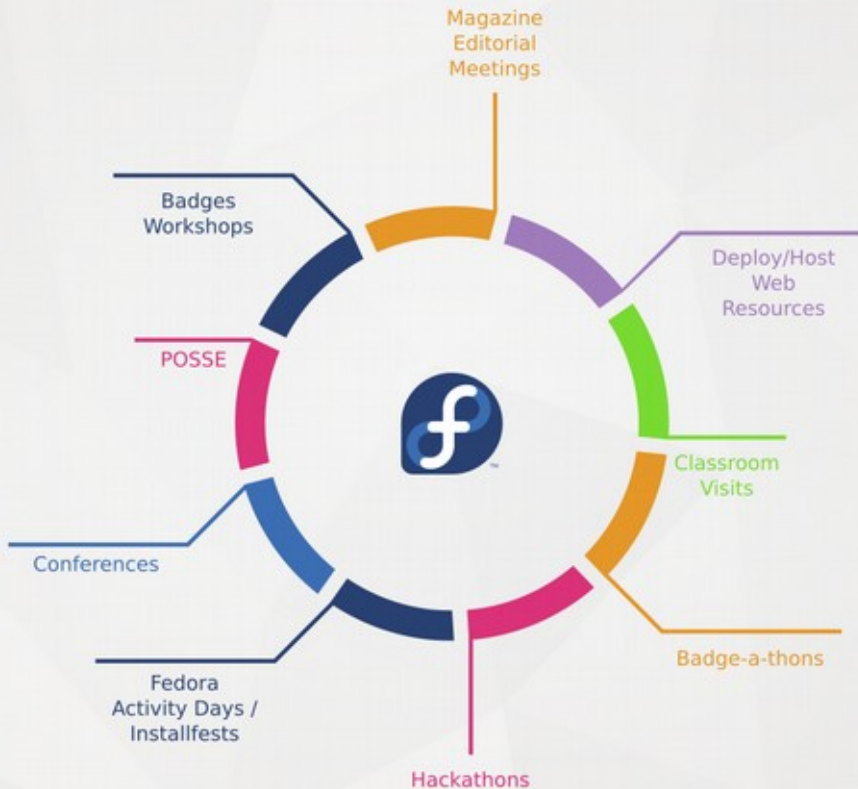 Magazine
Editorial
Meetings
Badges
Workshops
Deploy/Host
Web
Resources
POSSE
Classroom
Visits
Conferences
Badge-a-thons
Fedora
Activity Days /
Installfests
Hackathons